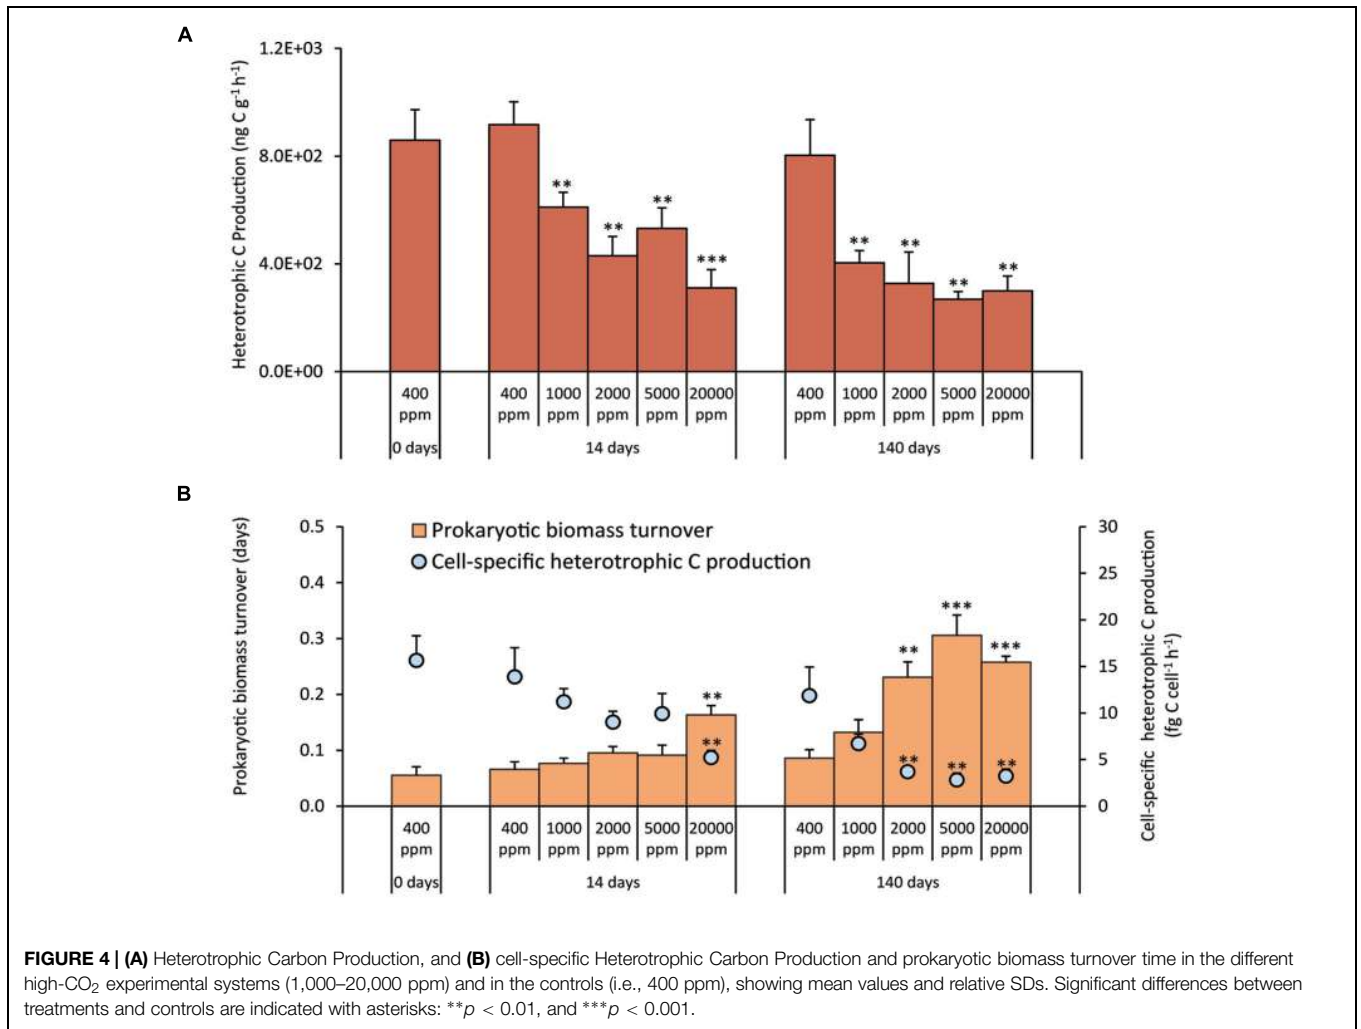 A
Heterotrophic C Production (ng C g⁻¹ h⁻¹)
1.2E+03
8.0E+02
4.0E+02
0.0E+00
**
**
**
***
**
**
**
**
400 400 1000 2000 5000 20000 400 1000 2000 5000 20000
ppm ppm ppm ppm ppm ppm ppm ppm ppm ppm ppm
0 days 14 days 140 days
B
Prokaryotic biomass turnover (days)
0.5
0.4
0.3
0.2
0.1
0.0
Prokaryotic biomass turnover
Cell-specific heterotrophic C production
**
**
**
***
***
**
**
**
30
25
20
15
10
5
0
Cell-specific heterotrophic C production
(fg C cell⁻¹ h⁻¹)
400 400 1000 2000 5000 20000 400 1000 2000 5000 20000
ppm ppm ppm ppm ppm ppm ppm ppm ppm ppm ppm
0 days 14 days 140 days
FIGURE 4 | (A) Heterotrophic Carbon Production, and (B) cell-specific Heterotrophic Carbon Production and prokaryotic biomass turnover time in the different
high-CO₂ experimental systems (1,000–20,000 ppm) and in the controls (i.e., 400 ppm), showing mean values and relative SDs. Significant differences between
treatments and controls are indicated with asterisks: **p < 0.01, and ***p < 0.001.